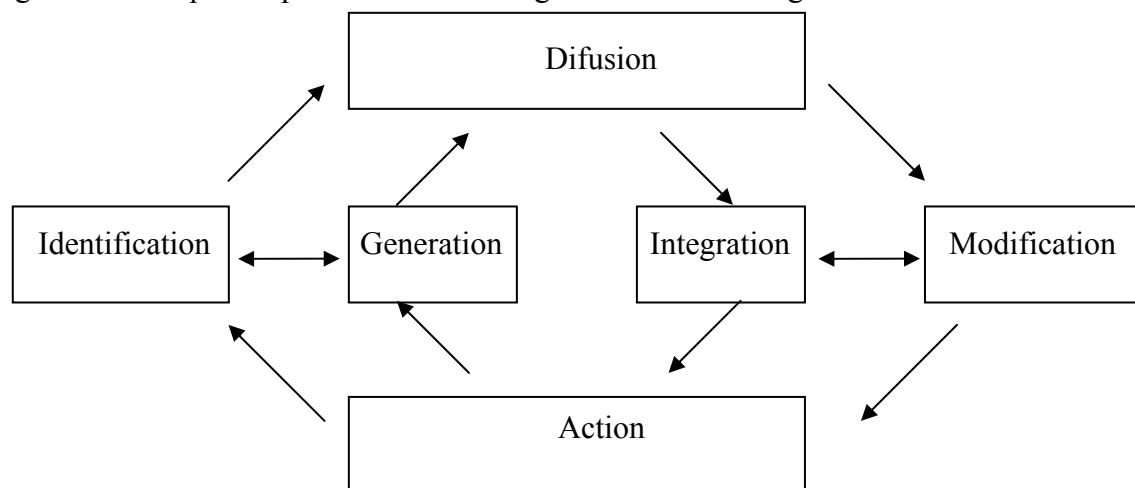 Difusion
Identification
Generation
Integration
Modification
Action